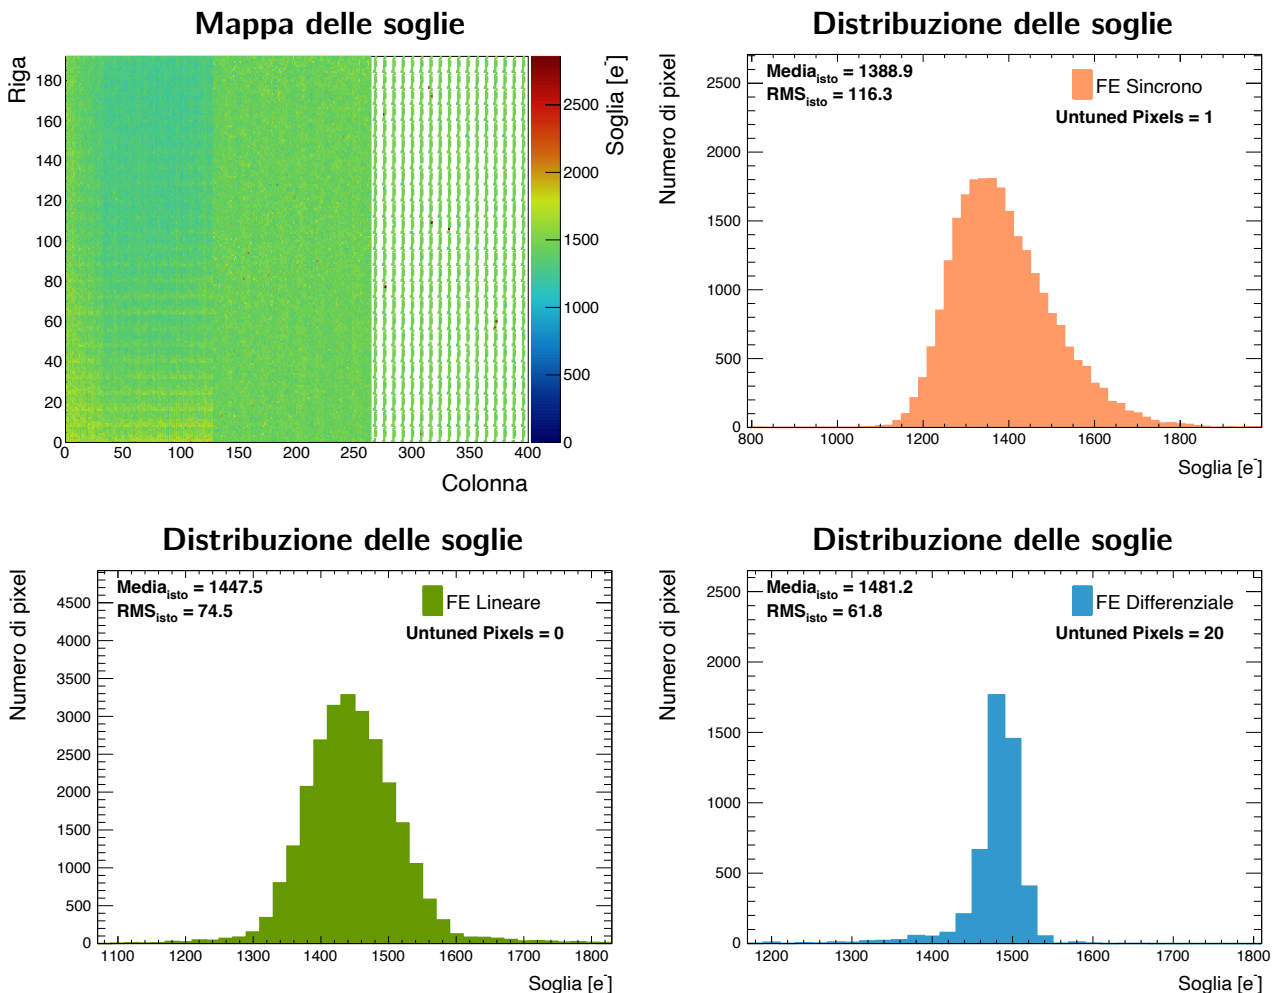 Mappa delle soglie
Riga
180
160
140
120
100
80
60
40
20
0
0 50 100 150 200 250 300 350 400
Colonna
Soglia [e-]
2500
2000
1500
1000
500
0
Distribuzione delle soglie
Numero di pixel
Media_isto = 1388.9
RMS_isto = 116.3
FE Sincrono
Untuned Pixels = 1
2500
2000
1500
1000
500
0
800 1000 1200 1400 1600 1800
Soglia [e-]
Distribuzione delle soglie
Numero di pixel
Media_isto = 1447.5
RMS_isto = 74.5
FE Lineare
Untuned Pixels = 0
4500
4000
3500
3000
2500
2000
1500
1000
500
0
1100 1200 1300 1400 1500 1600 1700 1800
Soglia [e-]
Distribuzione delle soglie
Numero di pixel
Media_isto = 1481.2
RMS_isto = 61.8
FE Differenziale
Untuned Pixels = 20
2500
2000
1500
1000
500
0
1200 1300 1400 1500 1600 1700 1800
Soglia [e-]